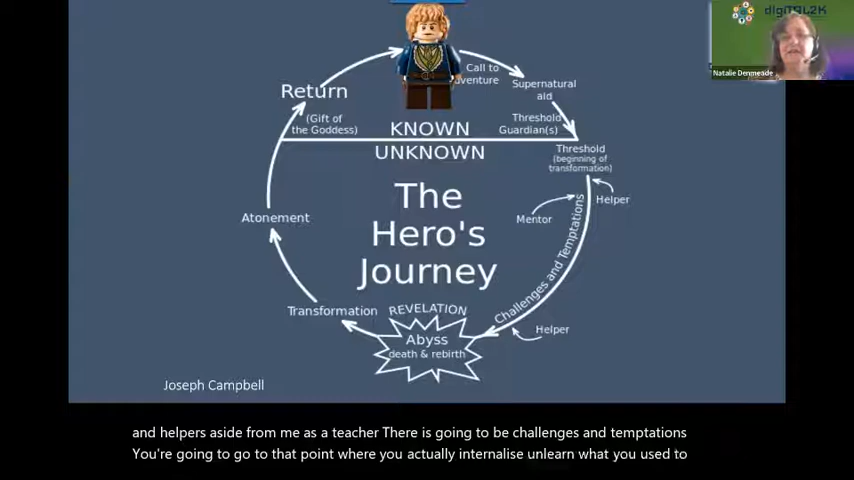 digiTAL2K
Natalie Denmeade
Call to
venture
Supernatural
aid
Return
(Gift of
the Goddess)
KNOWN
Threshold
Guardian(s)
UNKNOWN
Threshold
(beginning of
transformation)
Helper
Mentor
The
Hero's
Journey
Atonement
Challenges and Temptations
Transformation
REVELATION
Abyss
death & rebirth
Helper
Joseph Campbell
and helpers aside from me as a teacher There is going to be challenges and temptations
You're going to go to that point where you actually internalise unlearn what you used to